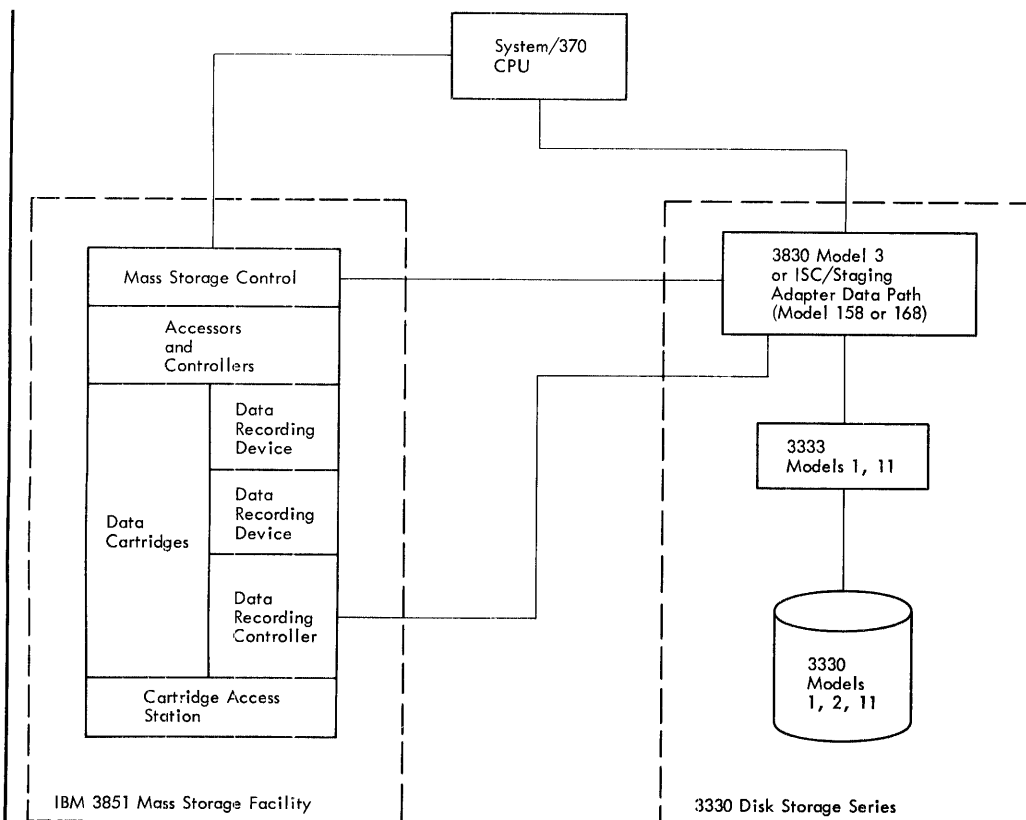 System/370
CPU
Mass Storage Control
Accessors
and
Controllers
Data
Cartridges
Data
Recording
Device
Data
Recording
Device
Data
Recording
Controller
Cartridge Access
Station
IBM 3851 Mass Storage Facility
3830 Model 3
or ISC/Staging
Adapter Data Path
(Model 158 or 168)
3333
Models 1, 11
3330
Models
1, 2, 11
3330 Disk Storage Series